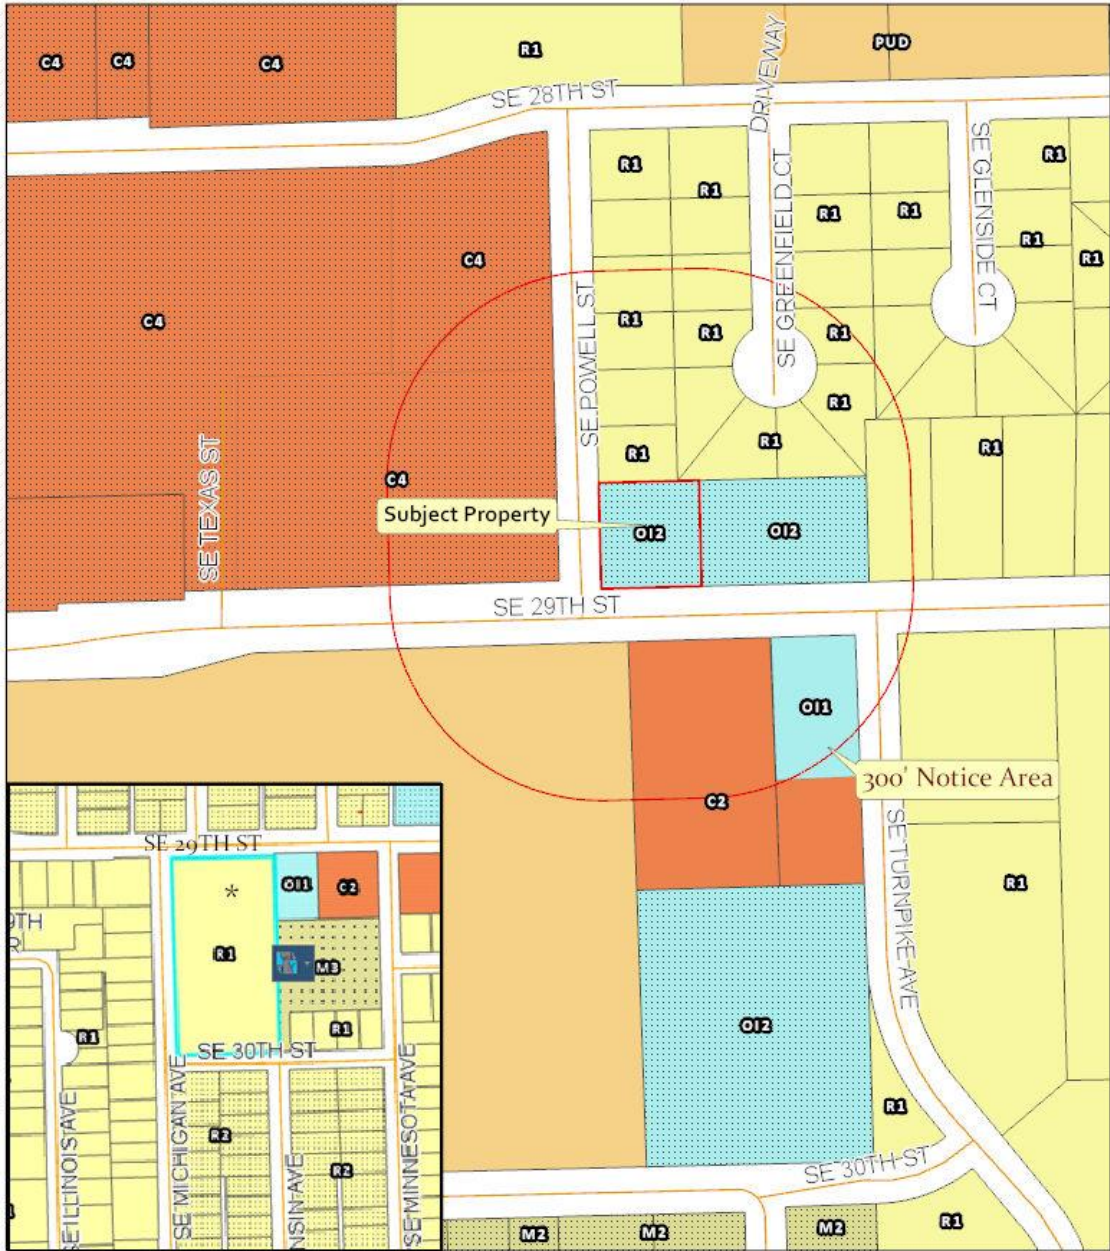 C4
C4
C4
R1
PUD
SE 28TH ST
DRIVEWAY
R1
R1
R1
R1
R1
R1
R1
SE GREENFIELD CT
SE GLENSIDE CT
C4
C4
SE POWELL ST
R1
R1
R1
R1
R1
R1
R1
C4
SE TEXAS ST
Subject Property
OI2
OI2
SE 29TH ST
OI1
300' Notice Area
C2
SE TURNPIKE AVE
R1
OI2
R1
SE 30TH ST
M2
M2
M2
R1
SE 29TH ST
*
OI1
C2
R1
M3
9TH
R
R1
R1
SE 30TH ST
SE ILLINOIS AVE
SE MICHIGAN AVE
R2
NSIN AVE
R2
SE MINNESOTA AVE